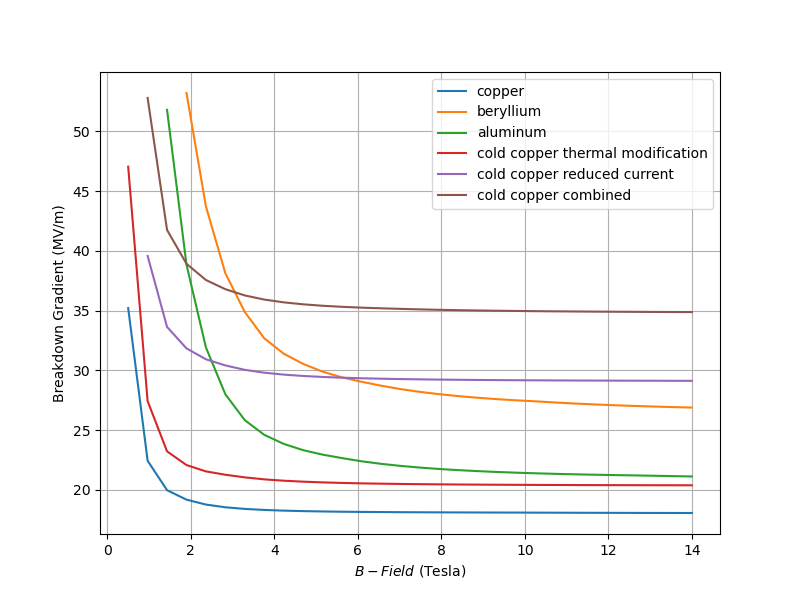 Breakdown Gradient (MV/m)
50
45
40
35
30
25
20
0 2 4 6 8 10 12 14
B − Field (Tesla)
copper
beryllium
aluminum
cold copper thermal modification
cold copper reduced current
cold copper combined